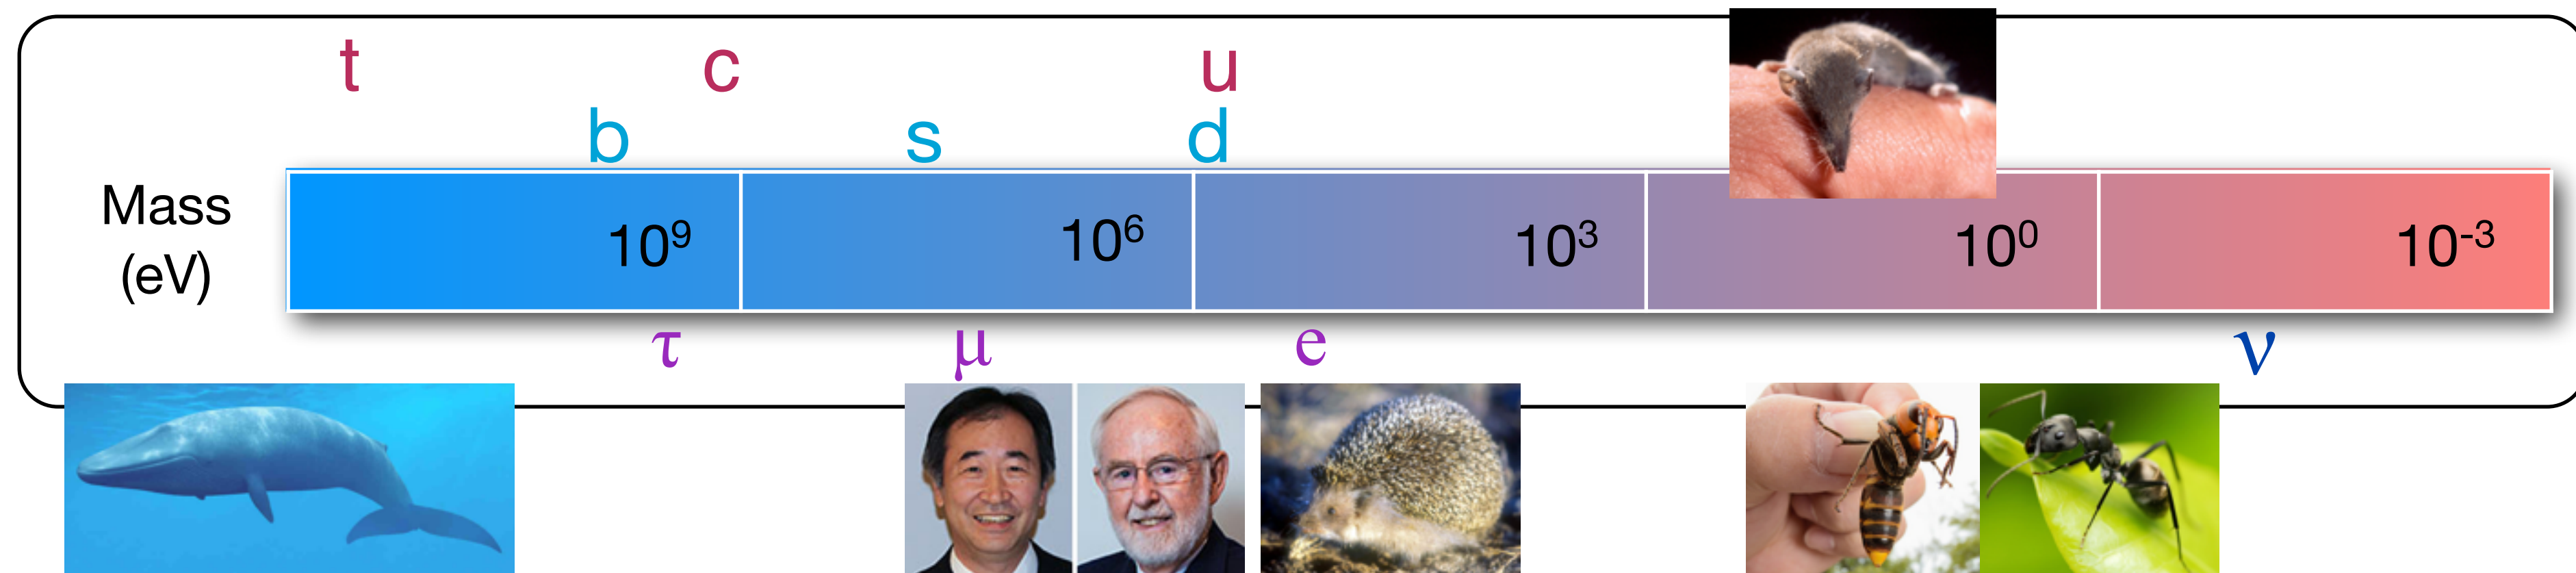 t c u
b s d
Mass
(eV)
10⁹ 10⁶ 10³ 10⁰ 10⁻³
τ μ e ν